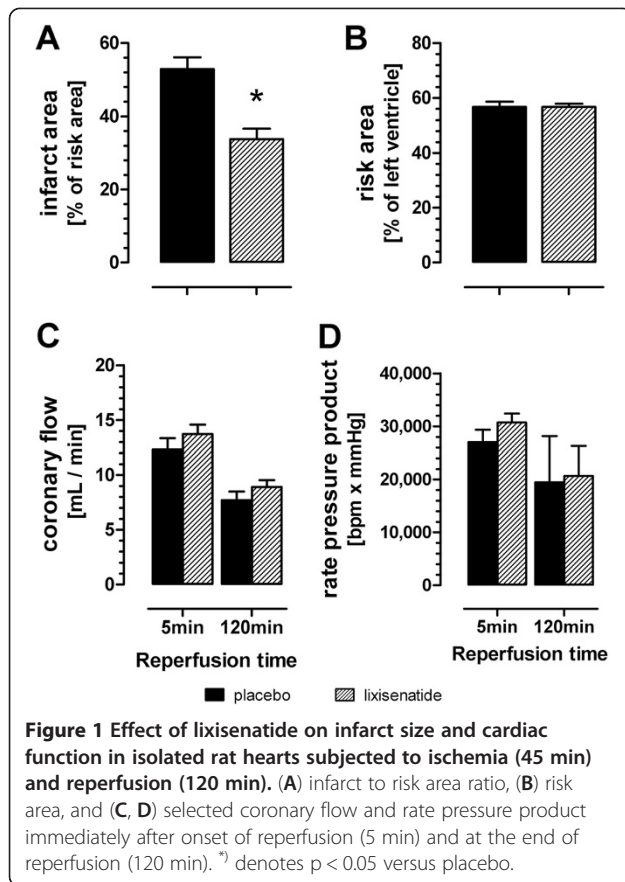 A
infarct area
[% of risk area]
60
40
20
0
*
B
risk area
[% of left ventricle]
80
60
40
20
0
C
coronary flow
[mL / min]
20
15
10
5
0
5min 120min
Reperfusion time
D
rate pressure product
[bpm x mmHg]
40,000
30,000
20,000
10,000
0
5min 120min
Reperfusion time
placebo lixisenatide
Figure 1 Effect of lixisenatide on infarct size and cardiac
function in isolated rat hearts subjected to ischemia (45 min)
and reperfusion (120 min). (A) infarct to risk area ratio, (B) risk
area, and (C, D) selected coronary flow and rate pressure product
immediately after onset of reperfusion (5 min) and at the end of
reperfusion (120 min). *) denotes p < 0.05 versus placebo.